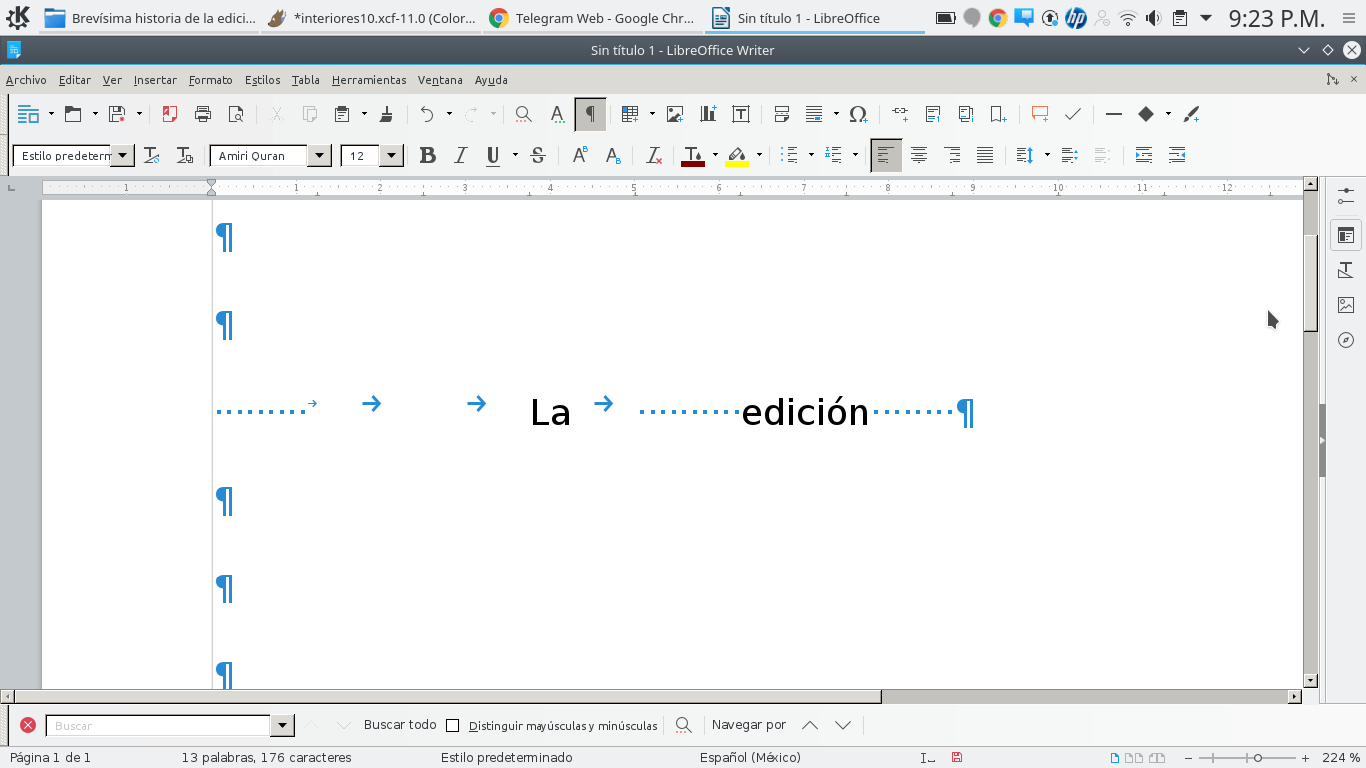 Brevísima historia de la edici... *interiores10.xcf-11.0 (Color... Telegram Web - Google Chr... Sin título 1 - LibreOffice 9:23 P.M.
Sin título 1 - LibreOffice Writer
Archivo Editar Ver Insertar Formato Estilos Tabla Herramientas Ventana Ayuda
Estilo predeterm Amiri Quran 12
1 1 2 3 4 5 6 7 8 9 10 11 12
¶
¶
La edición ¶
¶
¶
¶
Buscar Buscar todo Distinguir mayúsculas y minúsculas Navegar por
Página 1 de 1 13 palabras, 176 caracteres Estilo predeterminado Español (México) 224 %